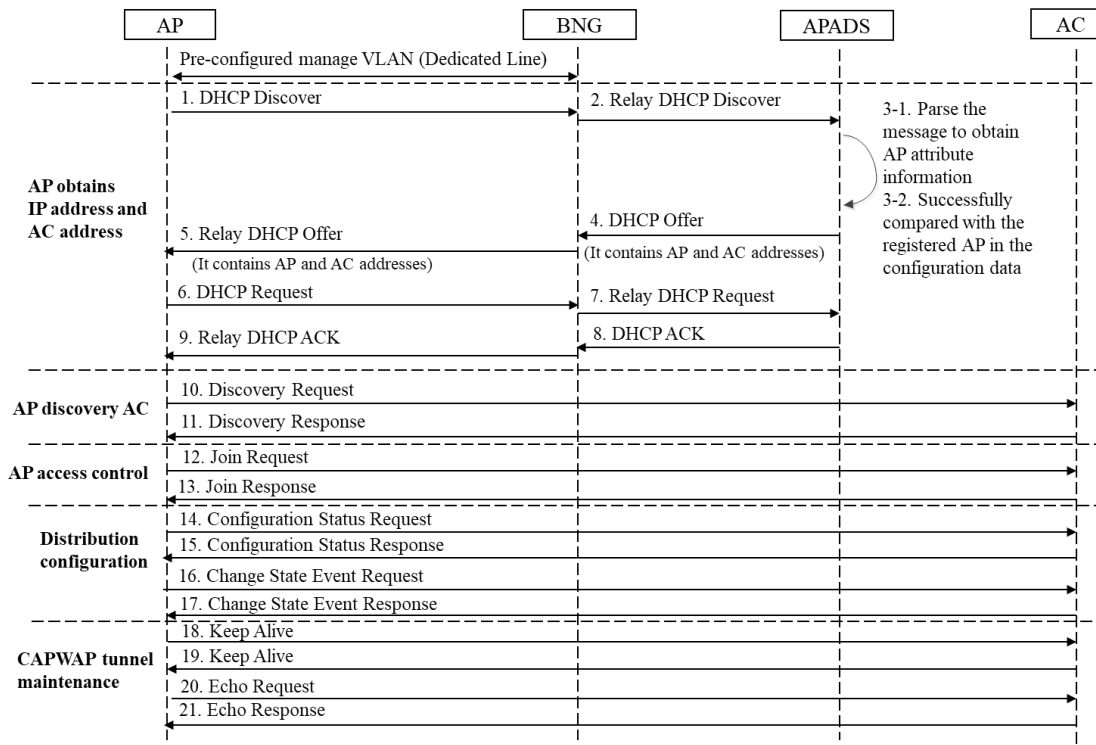 AP
BNG
APADS
AC
Pre-configured manage VLAN (Dedicated Line)
1. DHCP Discover
2. Relay DHCP Discover
3-1. Parse the
message to obtain
AP attribute
information
3-2. Successfully
compared with the
registered AP in the
configuration data
AP obtains
IP address and
AC address
4. DHCP Offer
(It contains AP and AC addresses)
5. Relay DHCP Offer
(It contains AP and AC addresses)
6. DHCP Request
7. Relay DHCP Request
8. DHCP ACK
9. Relay DHCP ACK
AP discovery AC
10. Discovery Request
11. Discovery Response
AP access control
12. Join Request
13. Join Response
Distribution
configuration
14. Configuration Status Request
15. Configuration Status Response
16. Change State Event Request
17. Change State Event Response
CAPWAP tunnel
maintenance
18. Keep Alive
19. Keep Alive
20. Echo Request
21. Echo Response